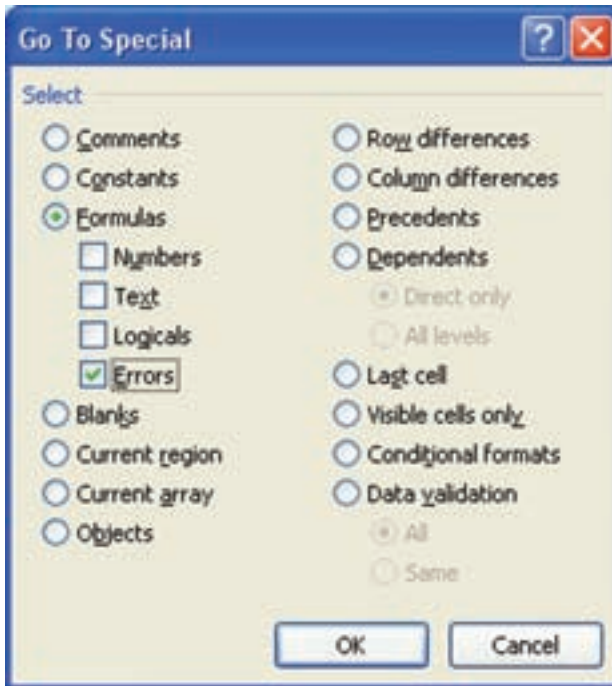 Go To Special
Select
Comments
Constants
Formulas
Numbers
Text
Logicals
Errors
Blanks
Current region
Current array
Objects
Row differences
Column differences
Precedents
Dependents
Direct only
All levels
Last cell
Visible cells only
Conditional formats
Data validation
All
Same
OK
Cancel